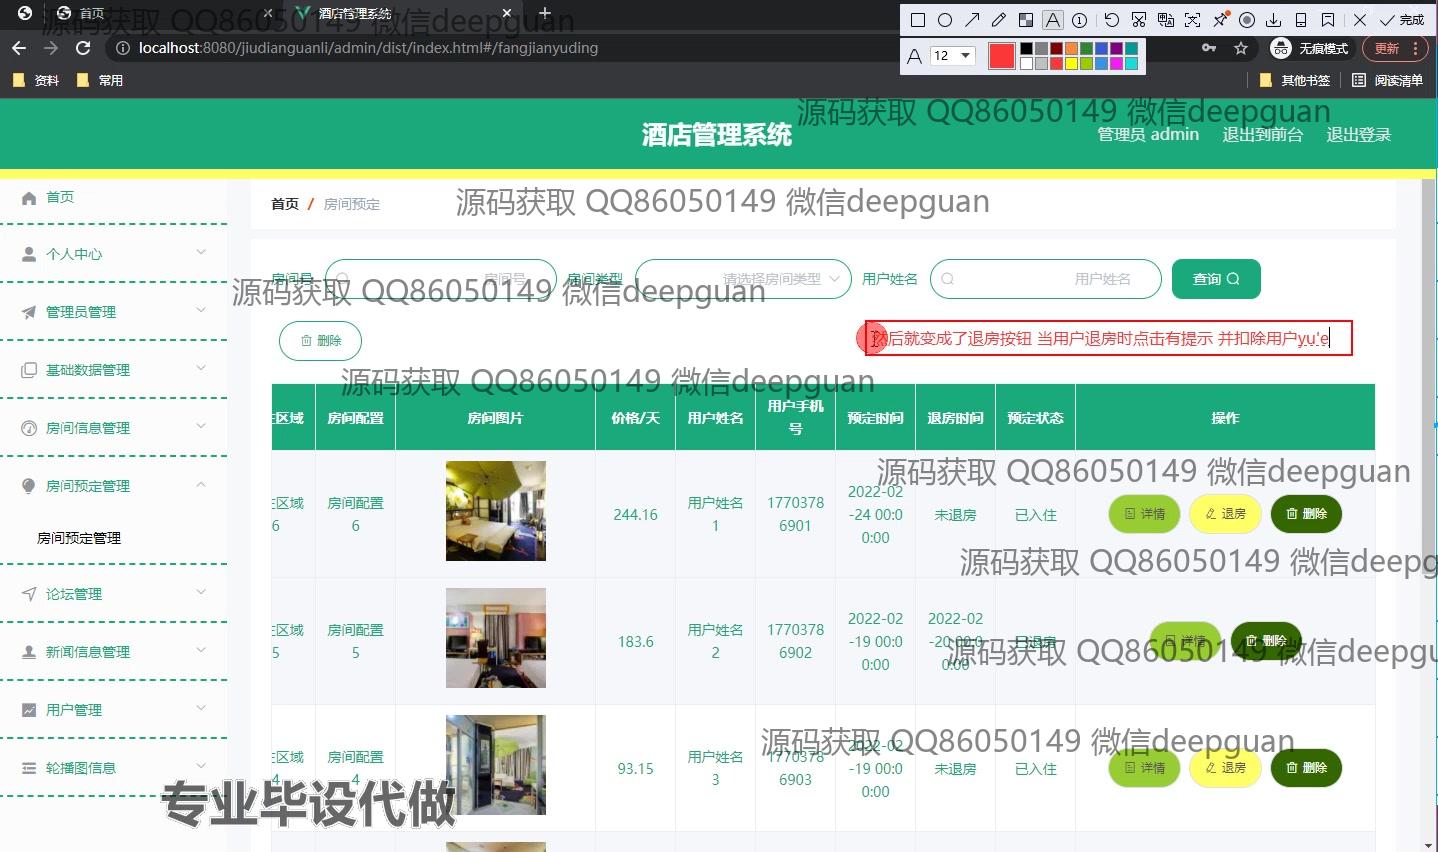 首页
酒店管理系统
localhost:8080/jiudianguanli/admin/dist/index.html#/fangjianyuding
无痕模式
更新
完成
A 12
资料
常用
其他书签
阅读清单
源码获取 QQ86050149 微信deepguan
源码获取 QQ86050149 微信deepguan
酒店管理系统
管理员 admin
退出到前台
退出登录
首页
个人中心
管理员管理
基础数据管理
房间信息管理
房间预定管理
房间预定管理
论坛管理
新闻信息管理
用户管理
轮播图信息
首页 / 房间预定
源码获取 QQ86050149 微信deepguan
房间号 房间号 房间类型 请选择房间类型 用户姓名 用户姓名 查询
源码获取 QQ86050149 微信deepguan
删除
然后就变成了退房按钮 当用户退房时点击有提示 并扣除用户yu'e
源码获取 QQ86050149 微信deepguan
区域 房间配置 房间图片 价格/天 用户姓名 用户手机号 预定时间 退房时间 预定状态 操作
源码获取 QQ86050149 微信deepguan
区域6 房间配置6 244.16 用户姓名1 17703786901 2022-02-24 00:00:00 未退房 已入住 详情 退房 删除
源码获取 QQ86050149 微信deepg
区域5 房间配置5 183.6 用户姓名2 17703786902 2022-02-19 00:00:00 2022-02-20 00:00:00 已退房 详情 删除
源码获取 QQ86050149 微信deepgu
源码获取 QQ86050149 微信deepguan
区域4 房间配置4 93.15 用户姓名3 17703786903 2022-02-19 00:00:00 未退房 已入住 详情 退房 删除
专业毕设代做